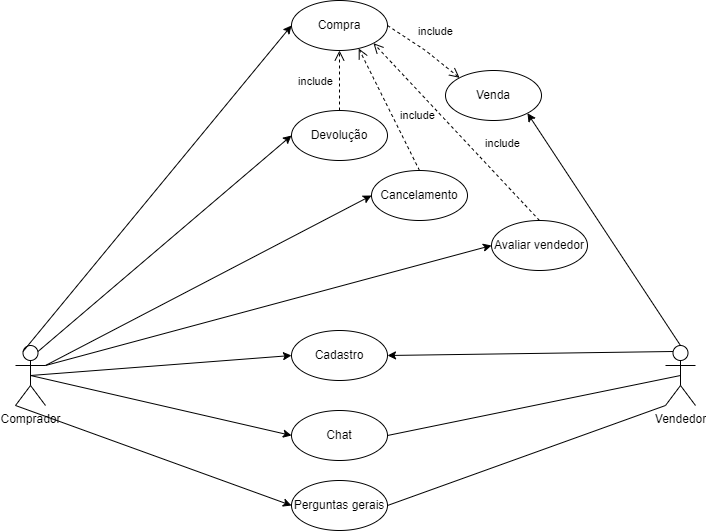 Compra
include
include
Venda
include
Devolução
include
Cancelamento
Avaliar vendedor
Cadastro
Comprador
Vendedor
Chat
Perguntas gerais